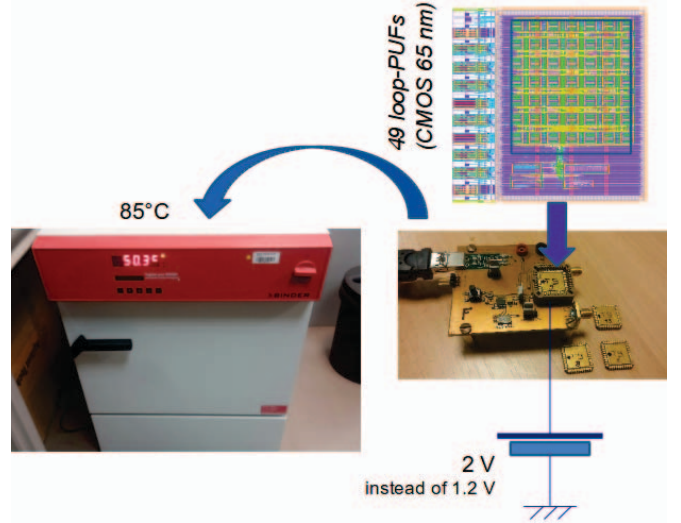 49 loop-PUFs
(CMOS 65 nm)
85°C
50.3°C
BINDER
2 V
instead of 1.2 V